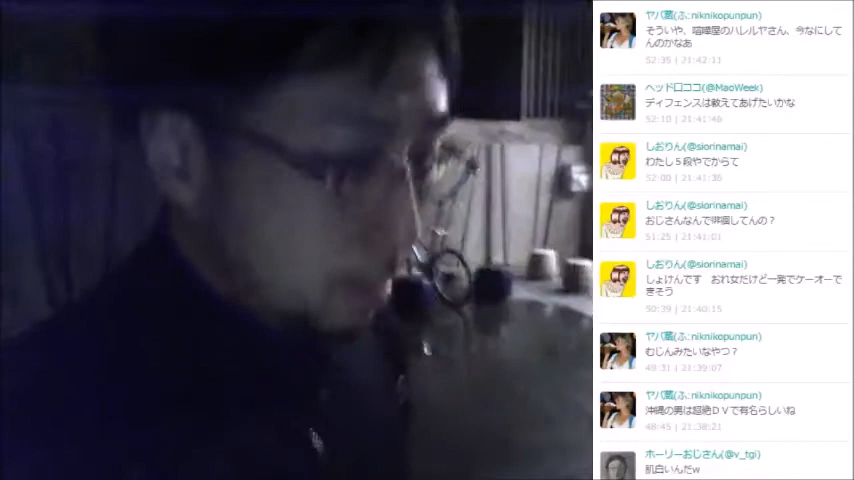 ヤバ蔵(ふ:niknikopunpun)
そういや、喧嘩屋のハレルヤさん、今なにして
んのかなあ
52:35 | 21:42:11
ヘッドロココ(@MaoWeek)
ディフェンスは教えてあげたいかな
52:10 | 21:41:46
しおりん(@siorinamai)
わたし５段やでからて
52:00 | 21:41:36
しおりん(@siorinamai)
おじさんなんで徘徊してんの？
51:25 | 21:41:01
しおりん(@siorinamai)
しょけんです　おれ女だけど一発でケーオーで
きそう
50:39 | 21:40:15
ヤバ蔵(ふ:niknikopunpun)
むじんみたいなやつ？
49:31 | 21:39:07
ヤバ蔵(ふ:niknikopunpun)
沖縄の男は超絶ＤＶで有名らしいね
48:45 | 21:38:21
ホーリーおじさん(@v_tgi)
肌白いんだw